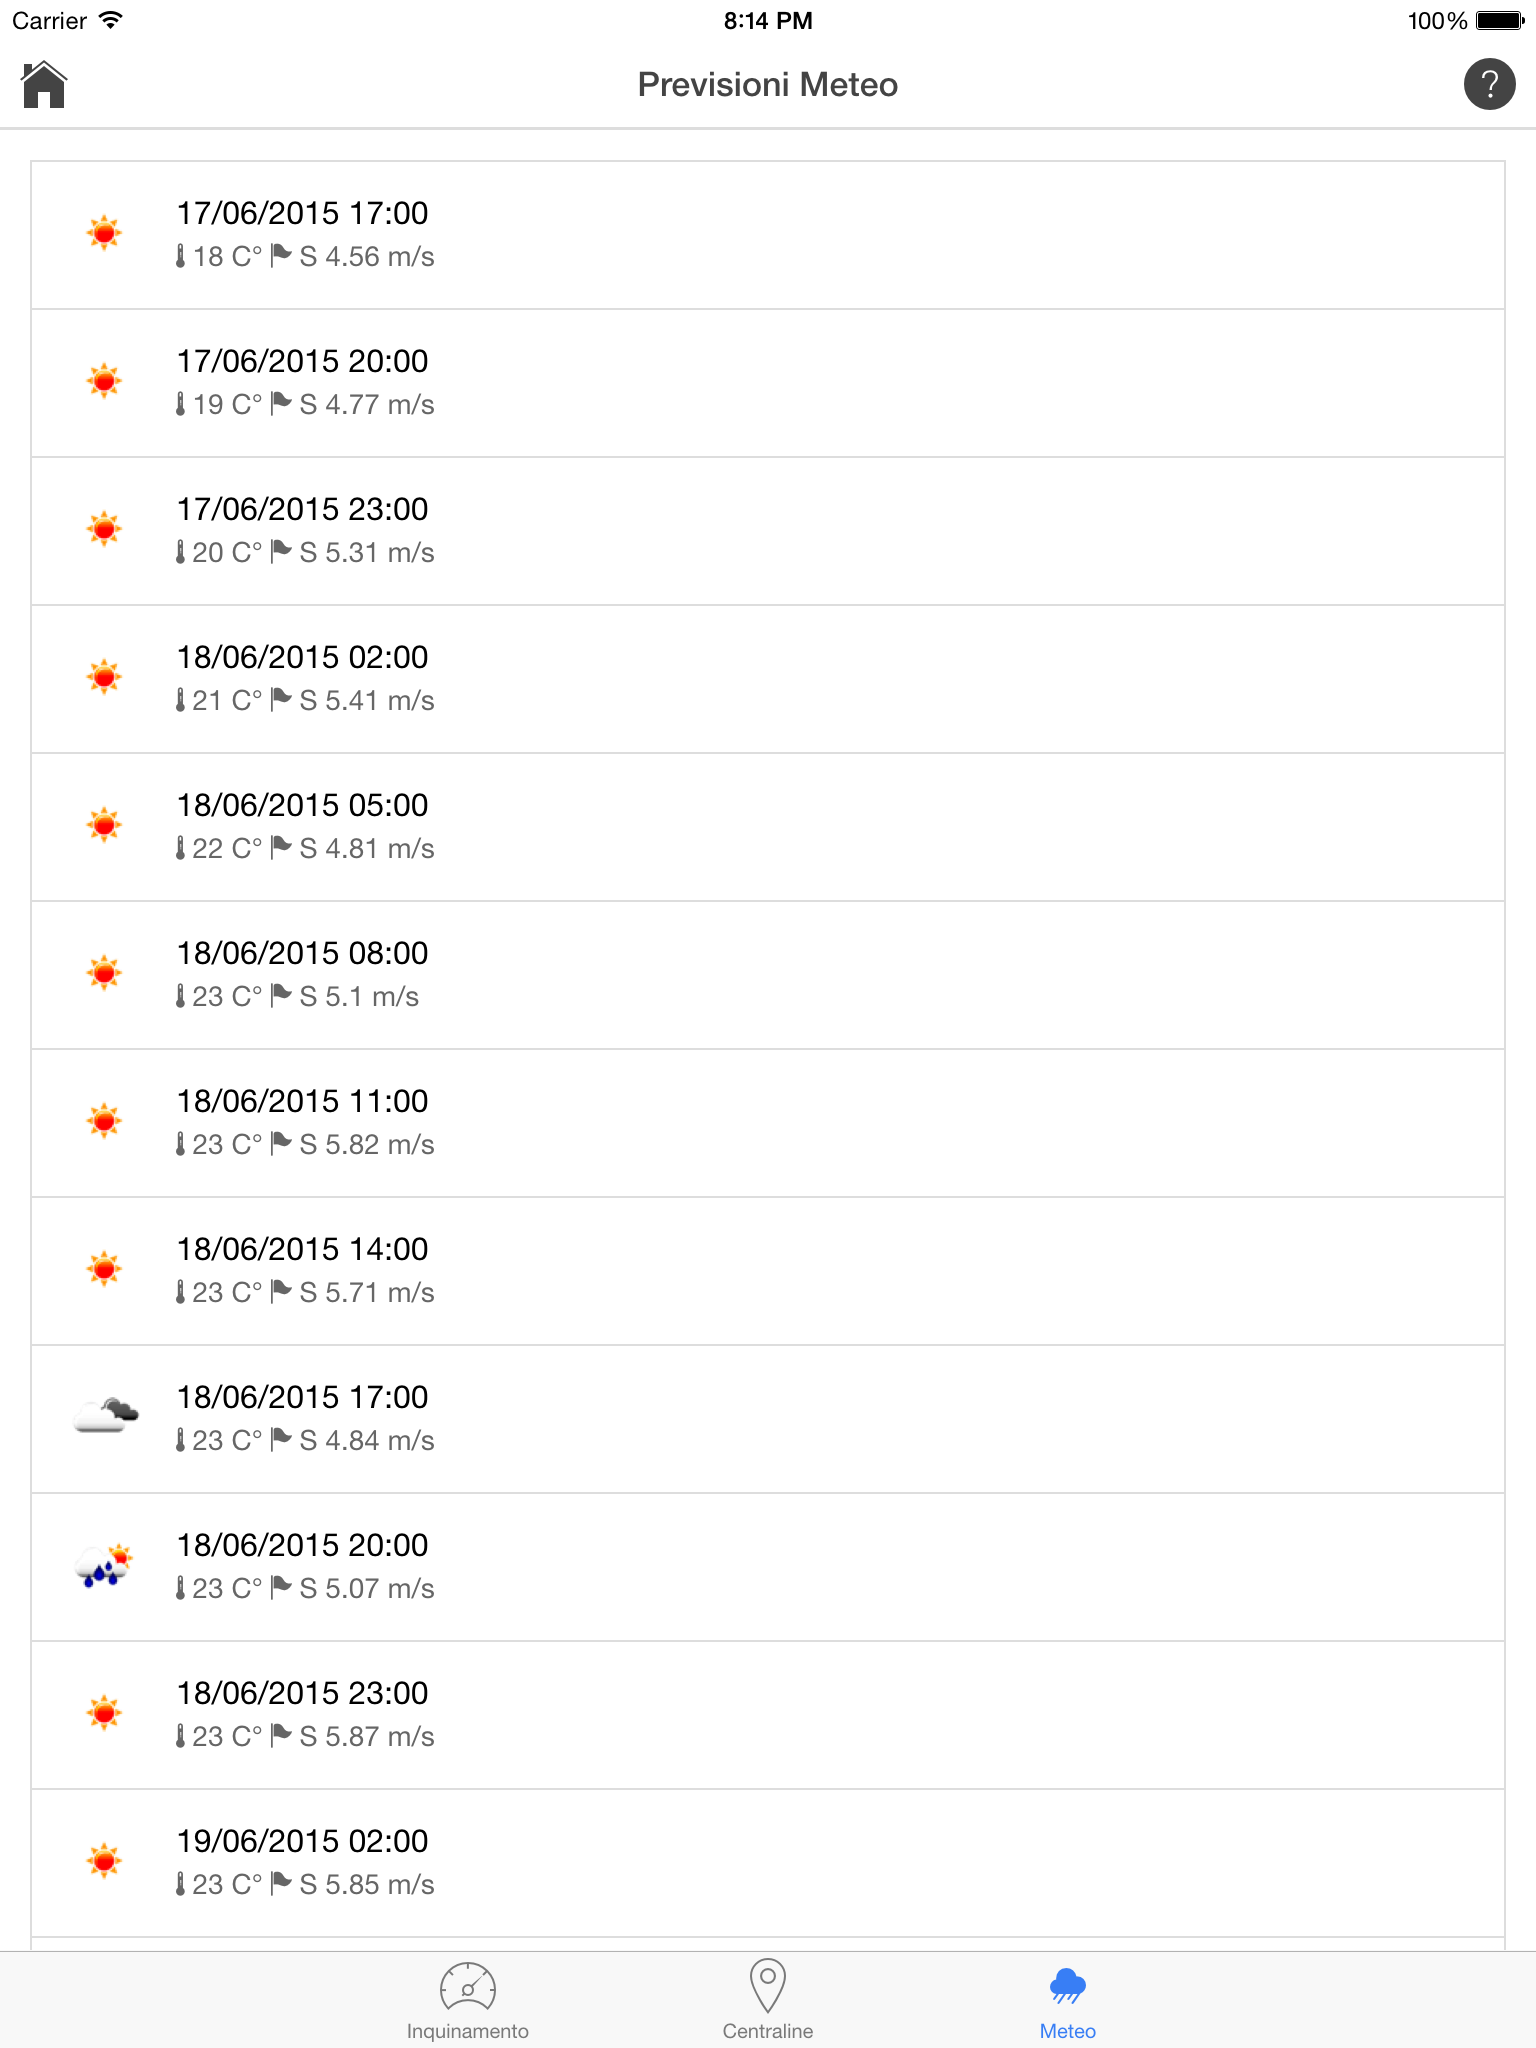 Carrier 8:14 PM 100%
Previsioni Meteo ?
17/06/2015 17:00
18 C° S 4.56 m/s
17/06/2015 20:00
19 C° S 4.77 m/s
17/06/2015 23:00
20 C° S 5.31 m/s
18/06/2015 02:00
21 C° S 5.41 m/s
18/06/2015 05:00
22 C° S 4.81 m/s
18/06/2015 08:00
23 C° S 5.1 m/s
18/06/2015 11:00
23 C° S 5.82 m/s
18/06/2015 14:00
23 C° S 5.71 m/s
18/06/2015 17:00
23 C° S 4.84 m/s
18/06/2015 20:00
23 C° S 5.07 m/s
18/06/2015 23:00
23 C° S 5.87 m/s
19/06/2015 02:00
23 C° S 5.85 m/s
Inquinamento Centraline Meteo